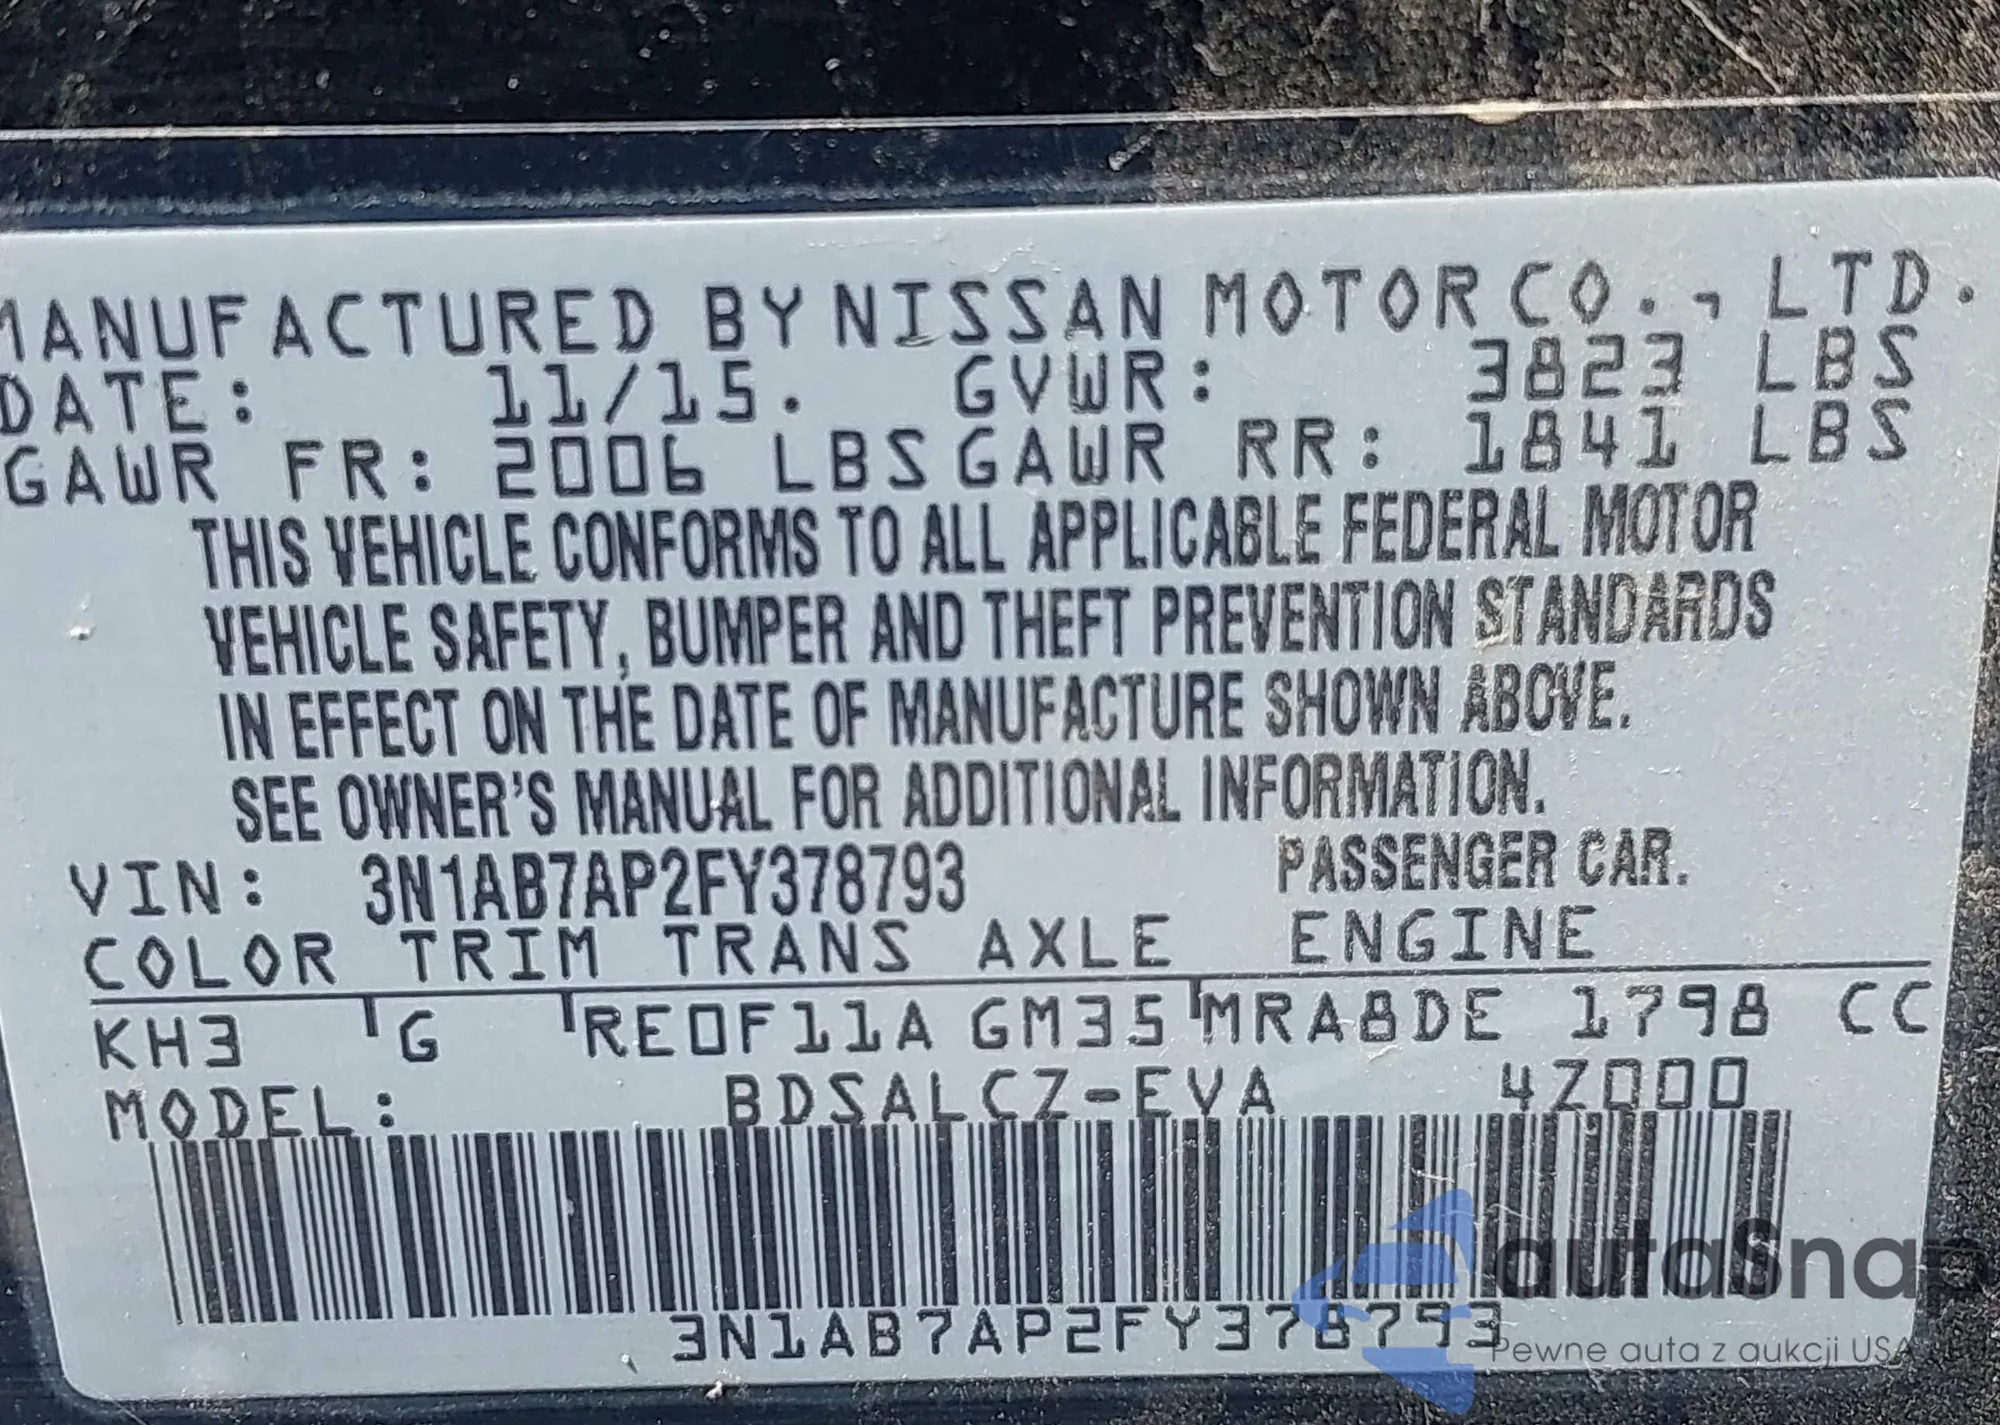 MANUFACTURED BY NISSAN MOTOR CO., LTD.
DATE: 11/15. GVWR: 3823 LBS
GAWR FR: 2006 LBS GAWR RR: 1841 LBS
THIS VEHICLE CONFORMS TO ALL APPLICABLE FEDERAL MOTOR
VEHICLE SAFETY, BUMPER AND THEFT PREVENTION STANDARDS
IN EFFECT ON THE DATE OF MANUFACTURE SHOWN ABOVE.
SEE OWNER'S MANUAL FOR ADDITIONAL INFORMATION.
VIN: 3N1AB7AP2FY378793 PASSENGER CAR.
COLOR TRIM TRANS AXLE ENGINE
KH3 G RE0F11A GM35 MRA8DE 1798 CC
MODEL: BDSALCZ-EVA 4Z000
3N1AB7AP2FY378793
autaSnap
Pewne auta z aukcji USA